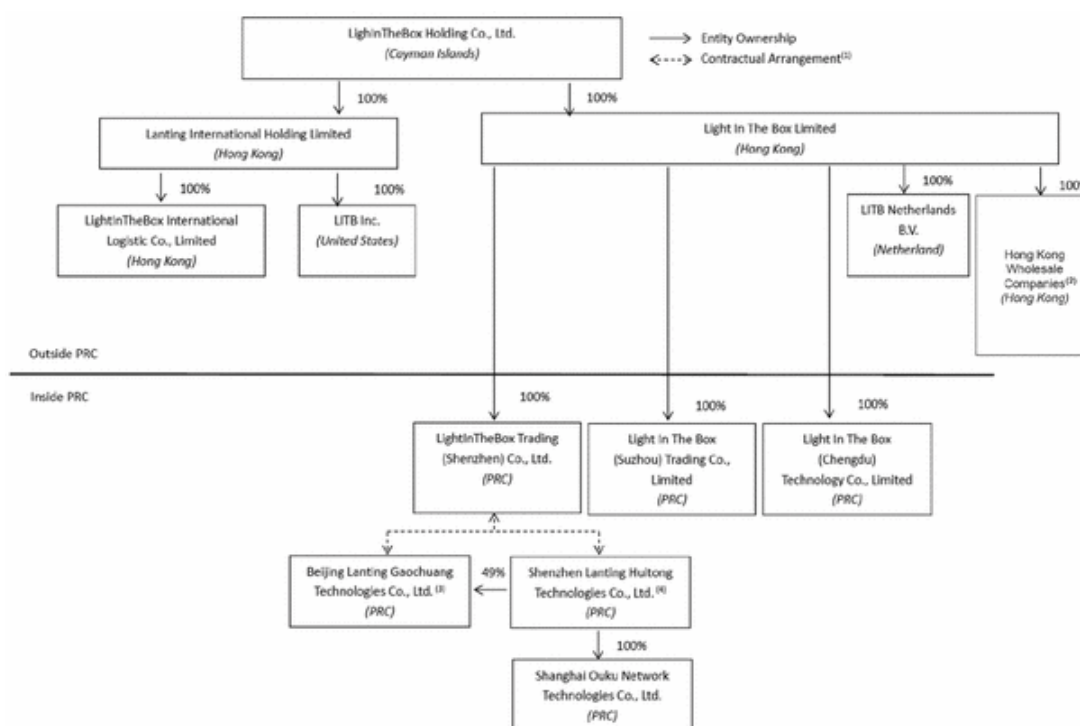 LighInTheBox Holding Co., Ltd.
(Cayman Islands)
Entity Ownership
Contractual Arrangement(1)
100%
100%
Lanting International Holding Limited
(Hong Kong)
Light In The Box Limited
(Hong Kong)
100%
100%
100%
100%
LightInTheBox International
Logistic Co., Limited
(Hong Kong)
LITB Inc.
(United States)
LITB Netherlands
B.V.
(Netherland)
Hong Kong
Wholesale
Companies(2)
(Hong Kong)
Outside PRC
Inside PRC
100%
100%
100%
LightInTheBox Trading
(Shenzhen) Co., Ltd.
(PRC)
Light In The Box
(Suzhou) Trading Co.,
Limited
(PRC)
Light In The Box
(Chengdu)
Technology Co., Limited
(PRC)
Beijing Lanting Gaochuang
Technologies Co., Ltd. (3)
(PRC)
49%
Shenzhen Lanting Huitong
Technologies Co., Ltd. (4)
(PRC)
100%
Shanghai Ouku Network
Technologies Co., Ltd.
(PRC)